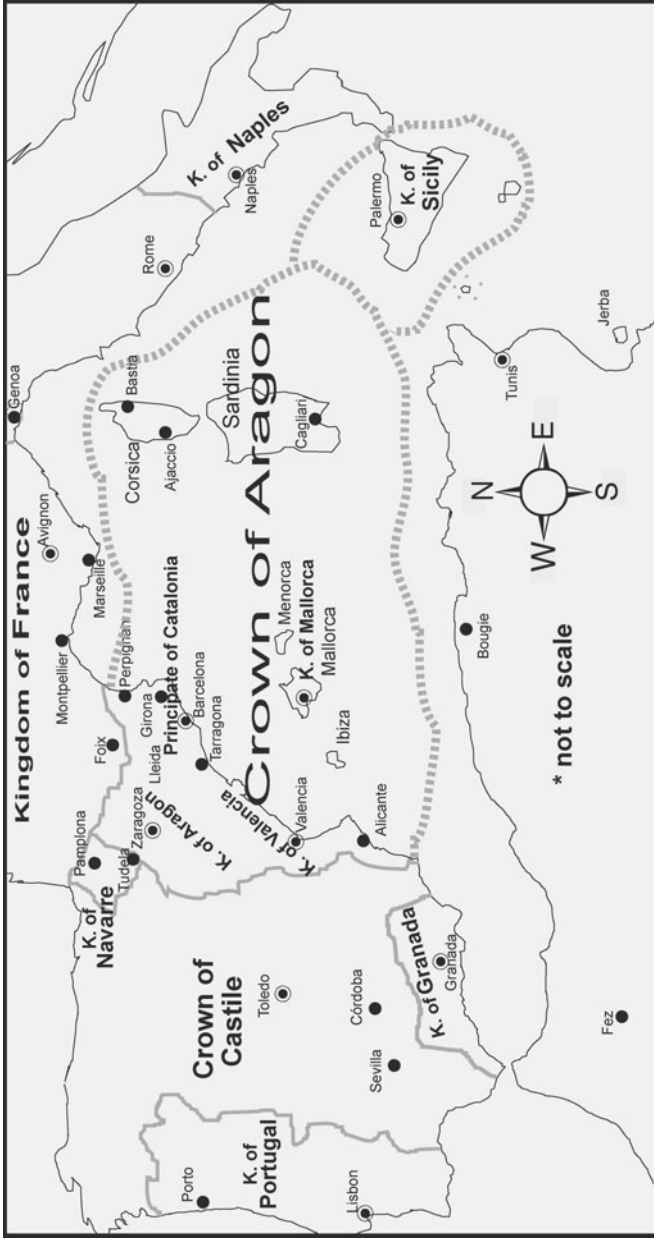 Kingdom of France
Genoa
Avignon
Montpellier
Marseille
Perpignan
Foix
Pamplona
K. of
Navarre
Tudela
Zaragoza
Lleida
Girona
Principate of Catalonia
Barcelona
Tarragona
K. of Aragon
K. of Valencia
Valencia
Alicante
Crown of Aragon
Corsica
Bastia
Ajaccio
Sardinia
Cagliari
Menorca
K. of Mallorca
Mallorca
Ibiza
Rome
K. of Naples
Naples
Palermo
K. of
Sicily
Crown of
Castile
Toledo
Córdoba
Sevilla
K. of Granada
Granada
K. of
Portugal
Porto
Lisbon
Fez
Bougie
Tunis
Jerba
N
W
E
S
* not to scale